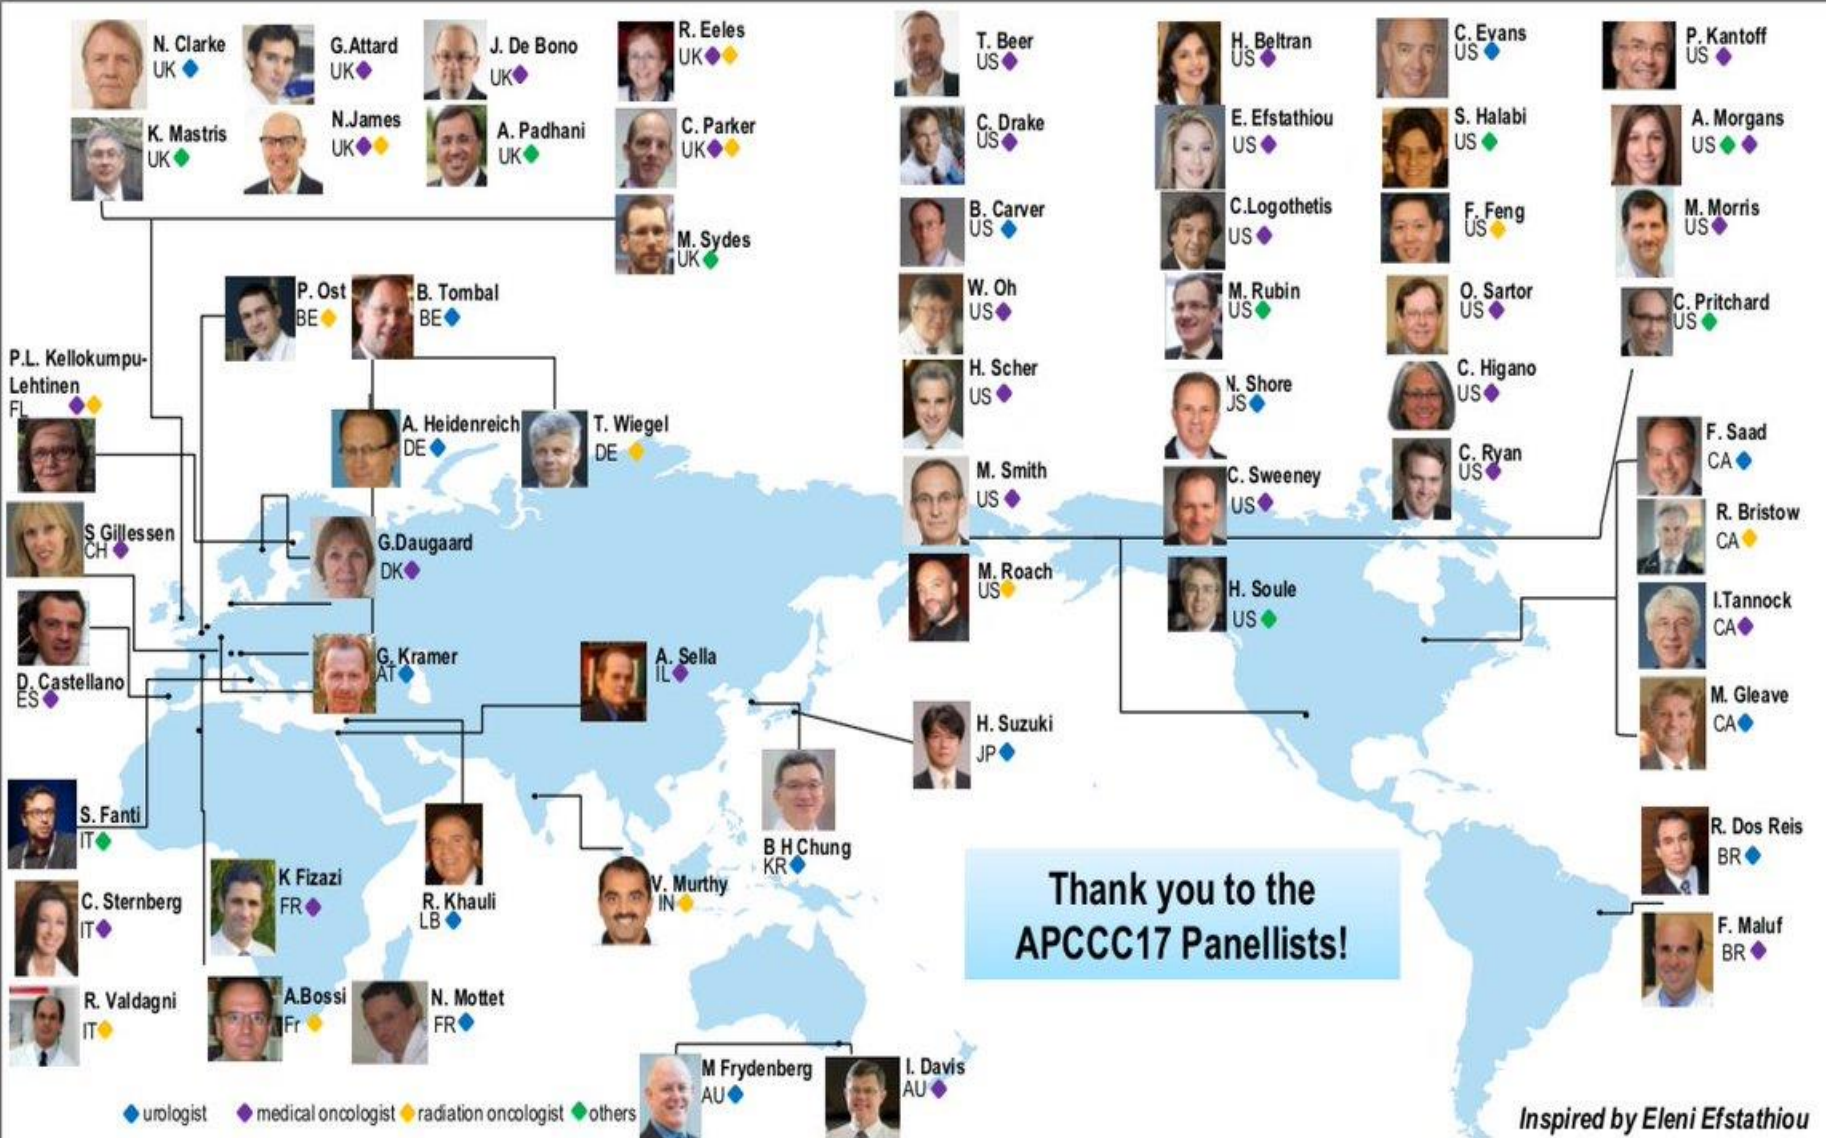 N. Clarke
UK
G.Attard
UK
J. De Bono
UK
R. Eeles
UK
K. Mastris
UK
N.James
UK
A. Padhani
UK
C. Parker
UK
M. Sydes
UK
P. Ost
BE
B. Tombal
BE
P.L. Kellokumpu-
Lehtinen
FL
A. Heidenreich
DE
T. Wiegel
DE
S Gillessen
CH
G.Daugaard
DK
D. Castellano
ES
G. Kramer
AT
A. Sella
IL
S. Fanti
IT
C. Sternberg
IT
R. Valdagni
IT
K Fizazi
FR
A.Bossi
Fr
N. Mottet
FR
R. Khauli
LB
V. Murthy
IN
B H Chung
KR
H. Suzuki
JP
M Frydenberg
AU
I. Davis
AU
T. Beer
US
C. Drake
US
B. Carver
US
W. Oh
US
H. Scher
US
M. Smith
US
M. Roach
US
H. Beltran
US
E. Efstathiou
US
C.Logothetis
US
M. Rubin
US
N. Shore
US
C. Sweeney
US
H. Soule
US
C. Evans
US
S. Halabi
US
F. Feng
US
O. Sartor
US
C. Higano
US
C. Ryan
US
P. Kantoff
US
A. Morgans
US
M. Morris
US
C. Pritchard
US
F. Saad
CA
R. Bristow
CA
I.Tannock
CA
M. Gleave
CA
R. Dos Reis
BR
F. Maluf
BR
Thank you to the
APCCC17 Panellists!
urologist medical oncologist radiation oncologist others
Inspired by Eleni Efstathiou